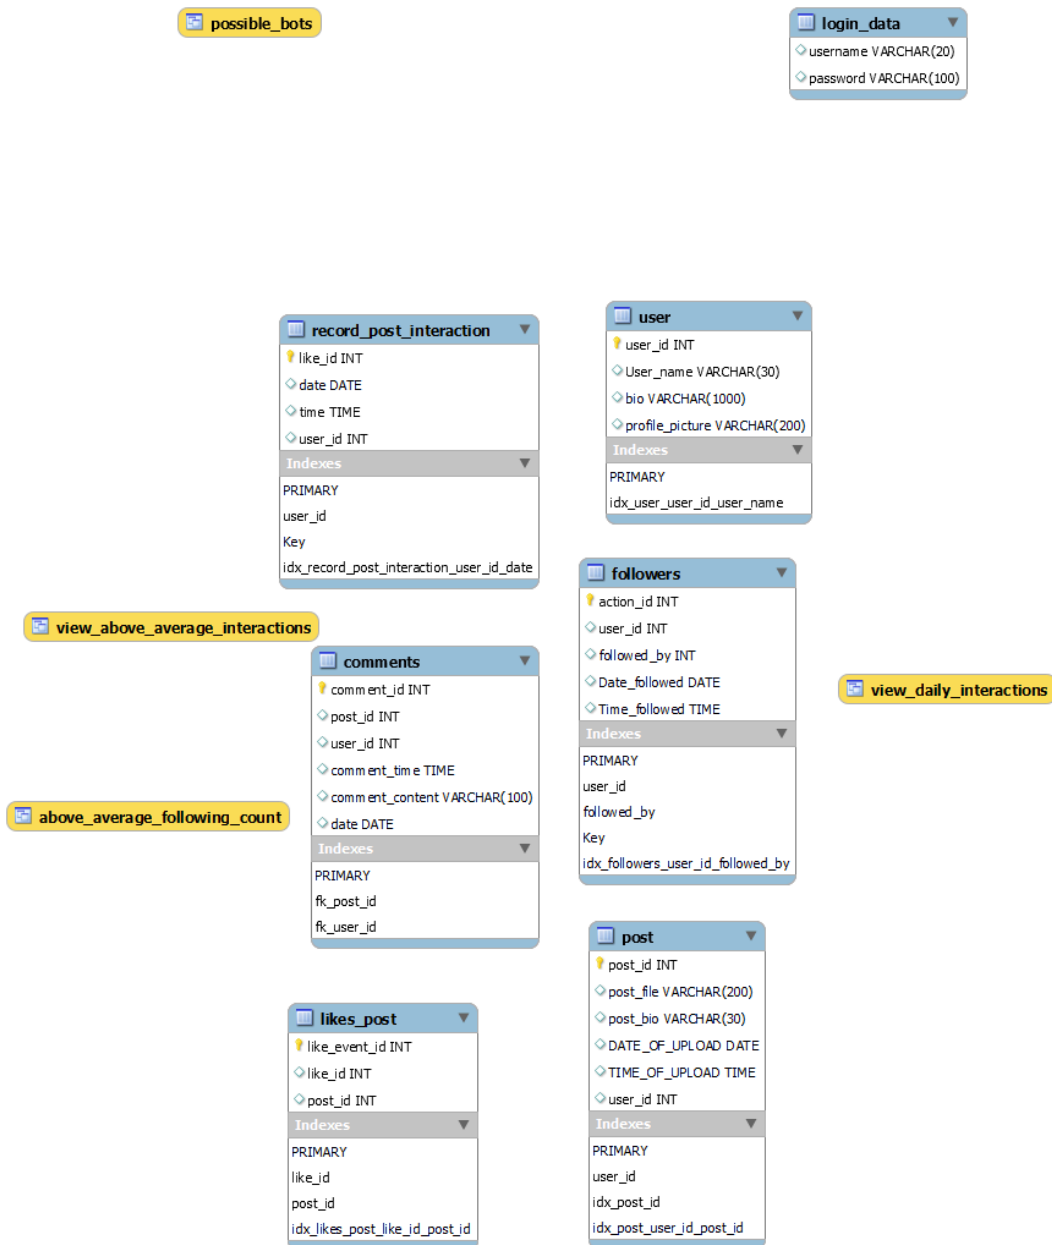 possible_bots
login_data
username VARCHAR(20)
password VARCHAR(100)
record_post_interaction
like_id INT
date DATE
time TIME
user_id INT
Indexes
PRIMARY
user_id
Key
idx_record_post_interaction_user_id_date
user
user_id INT
User_name VARCHAR(30)
bio VARCHAR(1000)
profile_picture VARCHAR(200)
Indexes
PRIMARY
idx_user_user_id_user_name
followers
action_id INT
user_id INT
followed_by INT
Date_followed DATE
Time_followed TIME
Indexes
PRIMARY
user_id
followed_by
Key
idx_followers_user_id_followed_by
view_above_average_interactions
comments
comment_id INT
post_id INT
user_id INT
comment_time TIME
comment_content VARCHAR(100)
date DATE
Indexes
PRIMARY
fk_post_id
fk_user_id
view_daily_interactions
above_average_following_count
post
post_id INT
post_file VARCHAR(200)
post_bio VARCHAR(30)
DATE_OF_UPLOAD DATE
TIME_OF_UPLOAD TIME
user_id INT
Indexes
PRIMARY
user_id
idx_post_id
idx_post_user_id_post_id
likes_post
like_event_id INT
like_id INT
post_id INT
Indexes
PRIMARY
like_id
post_id
idx_likes_post_like_id_post_id